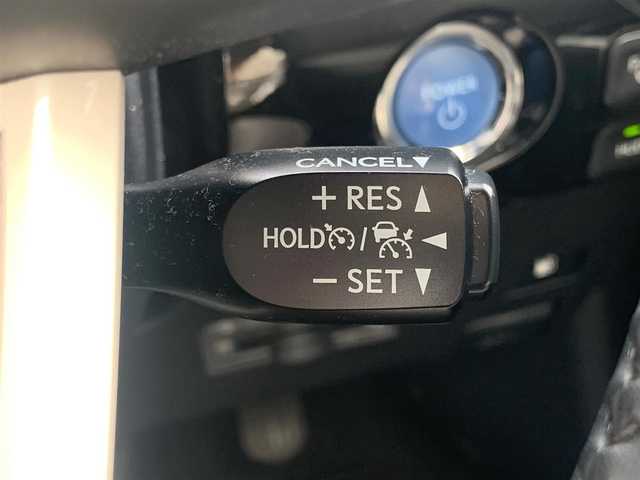 POWER
CANCEL▼
+ RES ▲
HOLD / ◀
− SET ▼